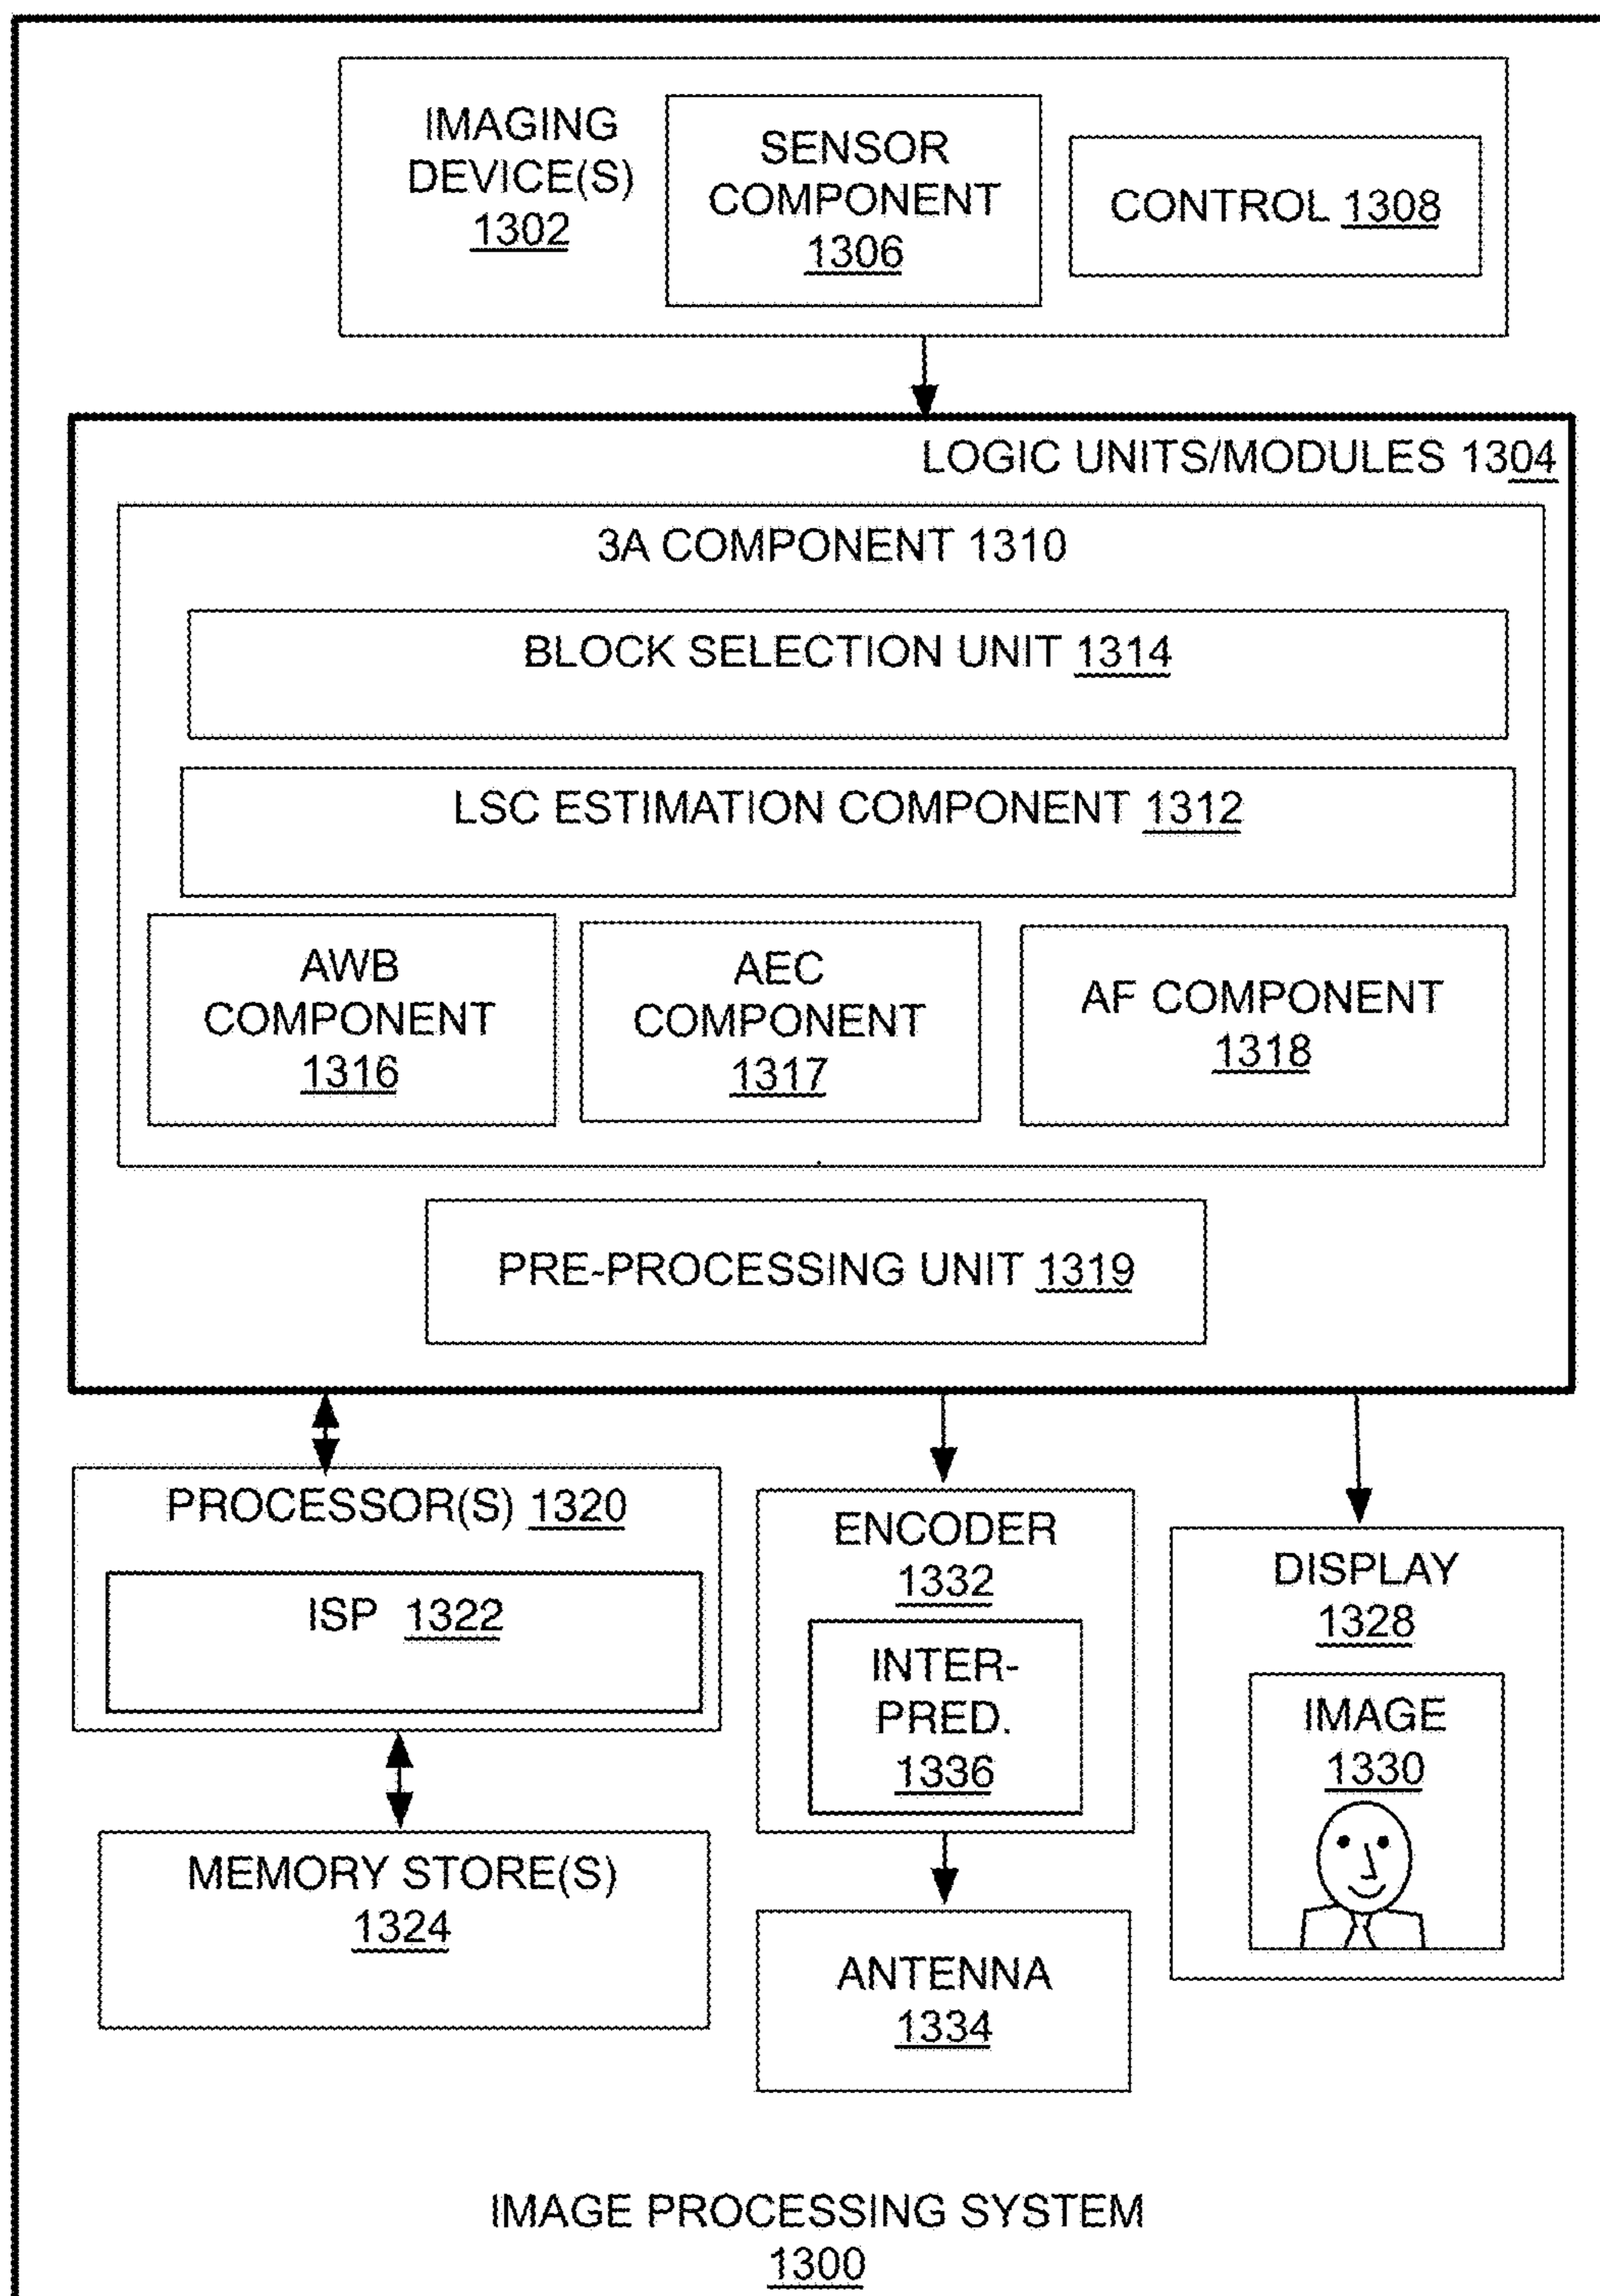 IMAGING
DEVICE(S)
1302
SENSOR
COMPONENT
1306
CONTROL 1308
LOGIC UNITS/MODULES 1304
3A COMPONENT 1310
BLOCK SELECTION UNIT 1314
LSC ESTIMATION COMPONENT 1312
AWB
COMPONENT
1316
AEC
COMPONENT
1317
AF COMPONENT
1318
PRE-PROCESSING UNIT 1319
PROCESSOR(S) 1320
ISP 1322
MEMORY STORE(S)
1324
ENCODER
1332
INTER-
PRED.
1336
ANTENNA
1334
DISPLAY
1328
IMAGE
1330
IMAGE PROCESSING SYSTEM
1300